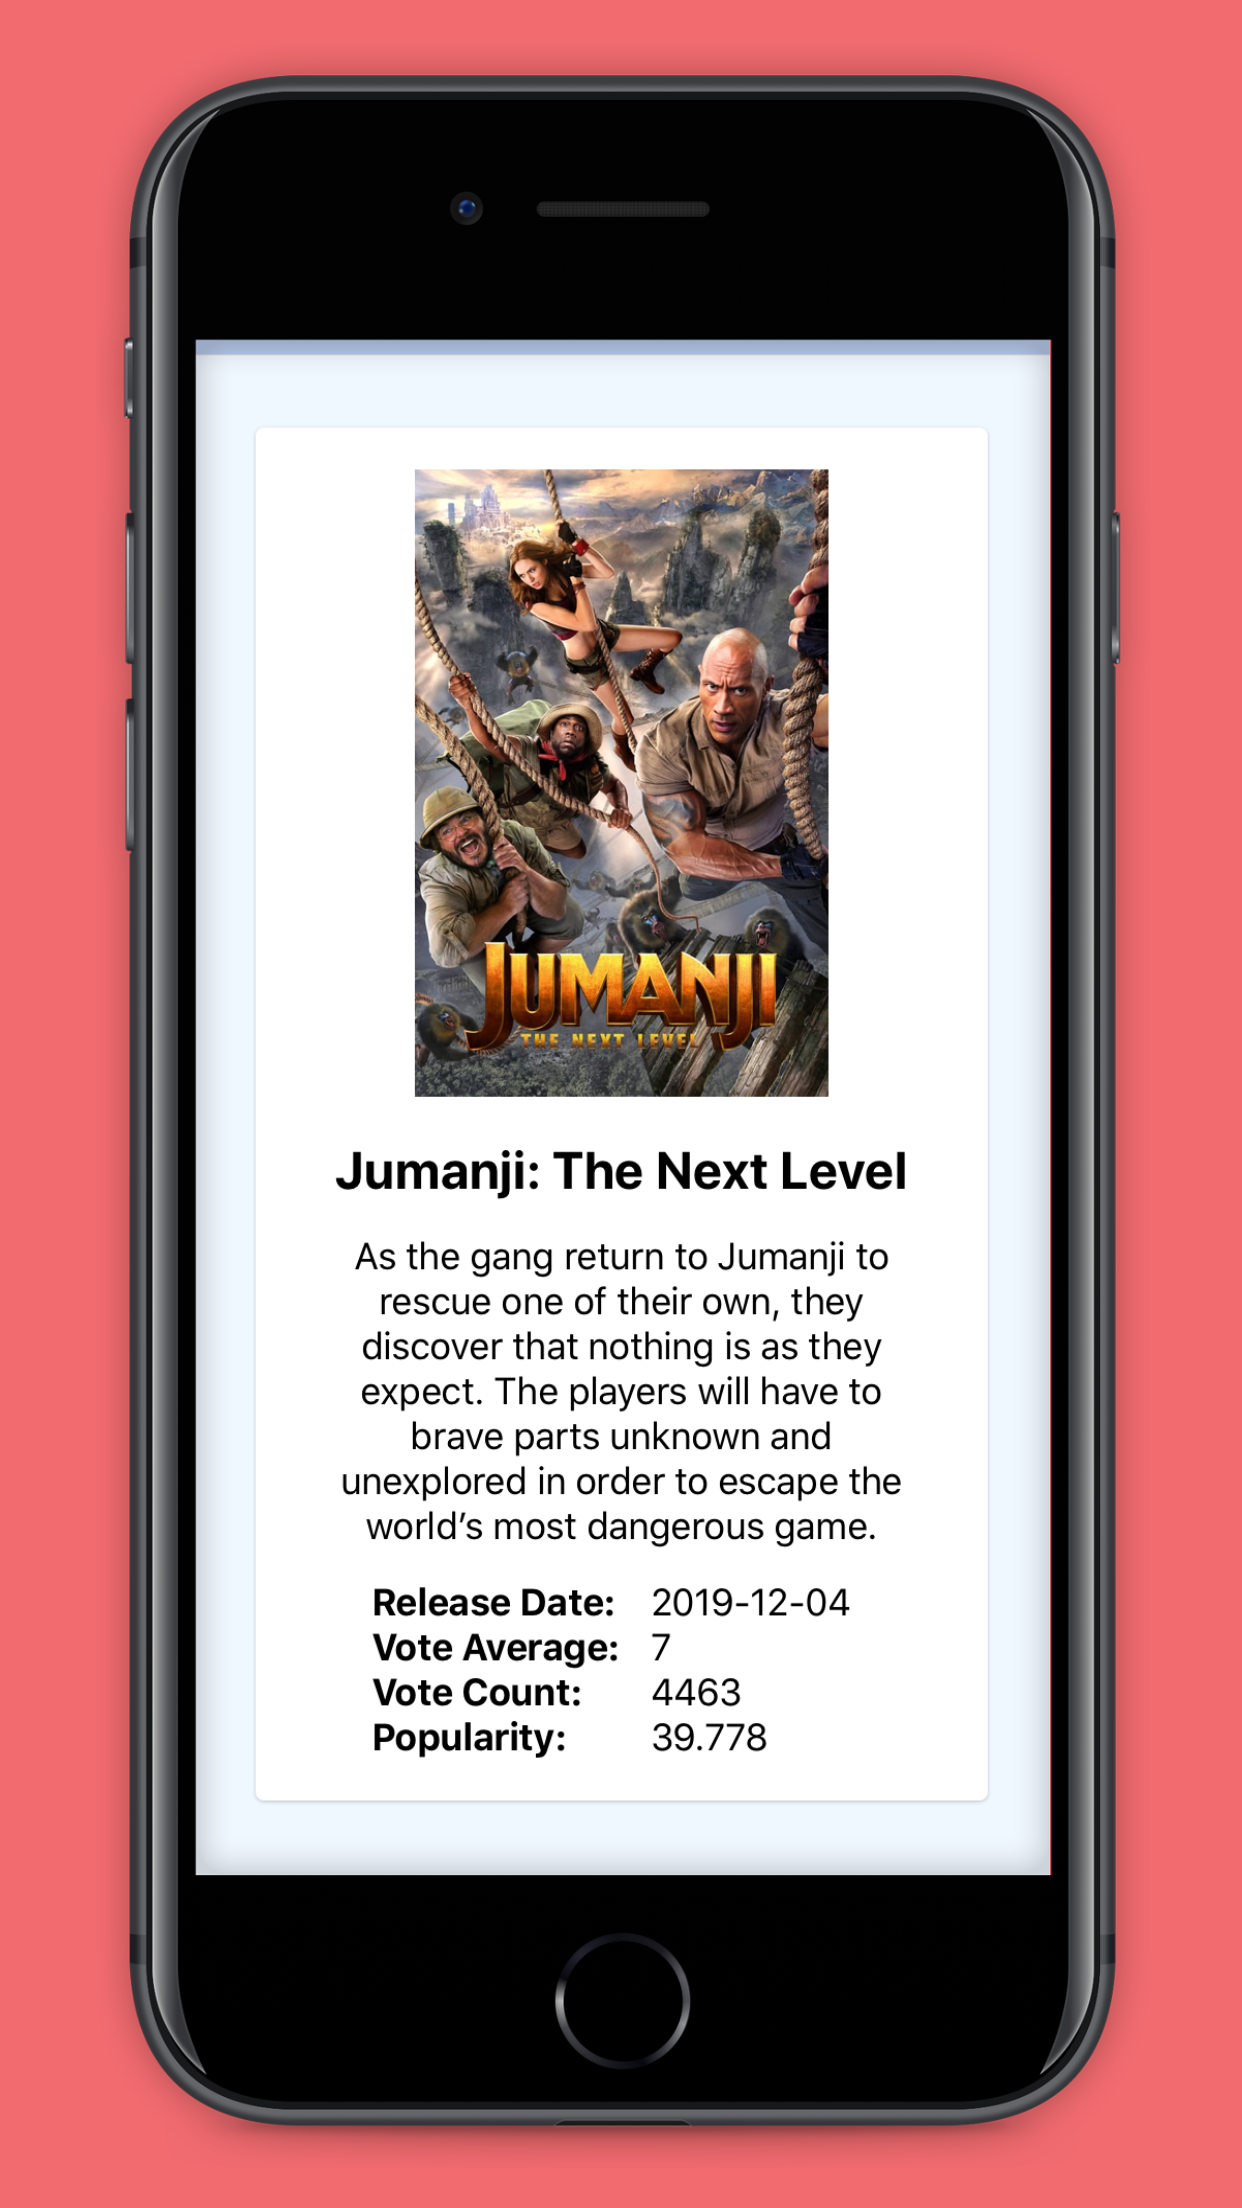 JUMANJI
THE NEXT LEVEL
Jumanji: The Next Level
As the gang return to Jumanji to
rescue one of their own, they
discover that nothing is as they
expect. The players will have to
brave parts unknown and
unexplored in order to escape the
world’s most dangerous game.
Release Date: 2019-12-04
Vote Average: 7
Vote Count: 4463
Popularity: 39.778